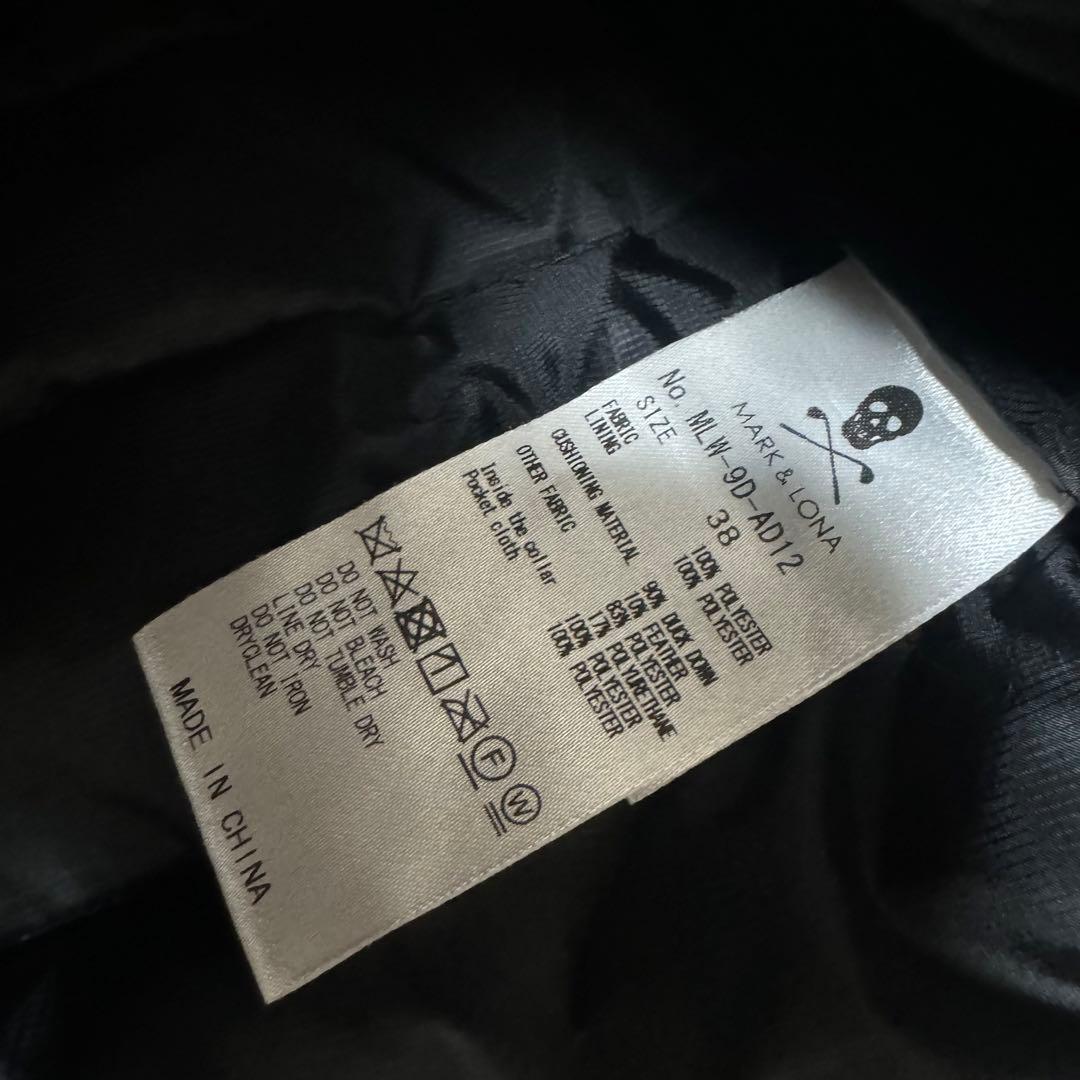 MARK & LONA
No. MLW-9D-AD12
SIZE 38
FABRIC 100% POLYESTER
LINING 100% POLYESTER
CUSHIONING MATERIAL 90% DUCK DOWN
10% FEATHER
OTHER FABRIC 83% POLYESTER
17% POLYURETHANE
Inside the collar 100% POLYESTER
Pocket cloth 100% POLYESTER
F
W
DO NOT WASH
DO NOT BLEACH
DO NOT TUMBLE DRY
LINE DRY
DO NOT IRON
DRYCLEAN
MADE IN CHINA